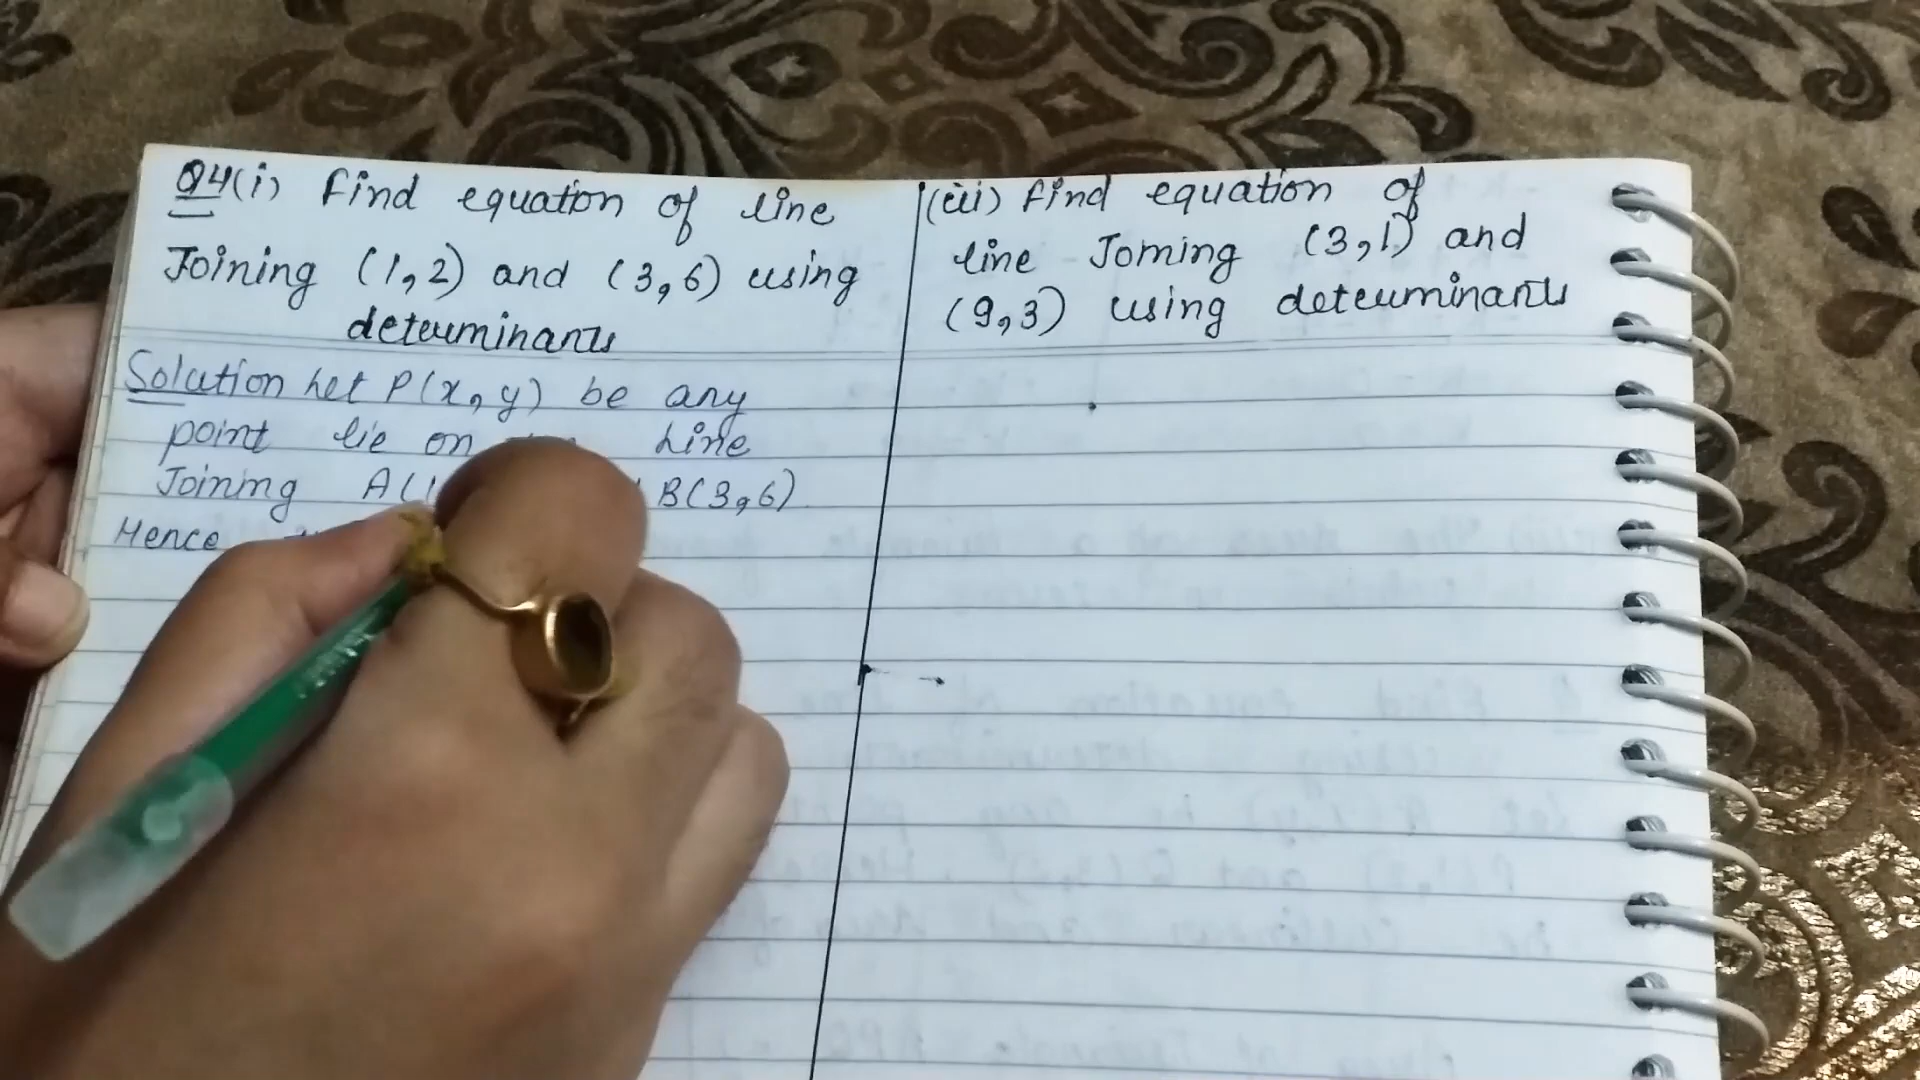 Q4(i) Find equation of line
Joining (1,2) and (3,6) using
determinants
Solution Let P(x,y) be any
point lie on Line
Joining A(1 B(3,6)
Hence
(ii) Find equation of
line Joining (3,1) and
(9,3) using determinants